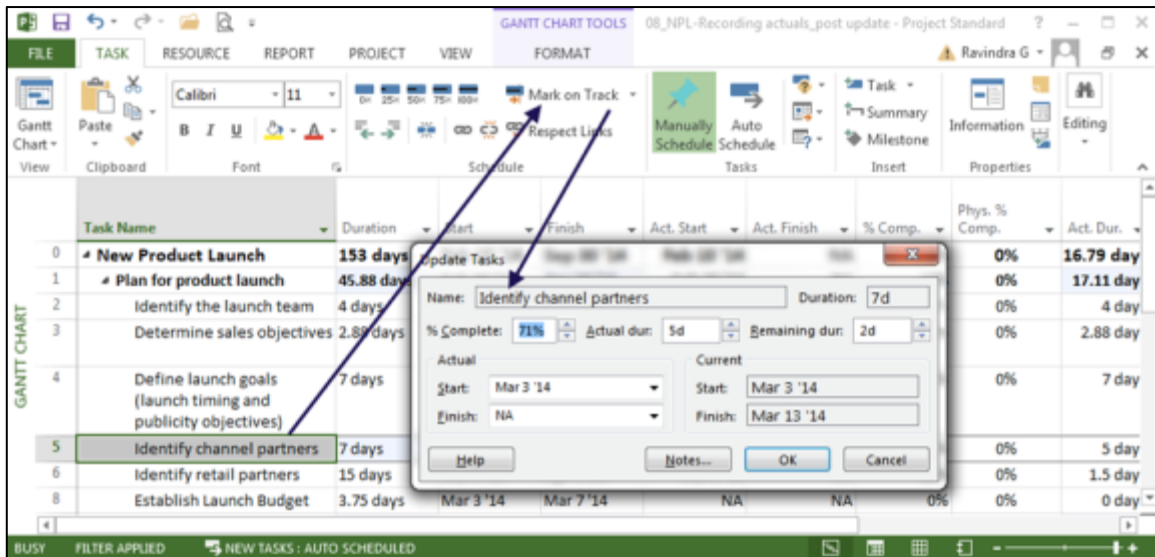 GANTT CHART TOOLS 08_NPL-Recording actuals_post update - Project Standard
FILE TASK RESOURCE REPORT PROJECT VIEW FORMAT Ravindra G
Calibri 11 0% 25% 50% 75% 100% Mark on Track Task
Summary
Gantt Chart Paste B I U A Respect Links Manually Schedule Auto Schedule Milestone Information Editing
View Clipboard Font Schedule Tasks Insert Properties
Task Name Duration Start Finish Act. Start Act. Finish % Comp. Phys. % Comp. Act. Dur.
0 New Product Launch 153 days 0% 16.79 day
1 Plan for product launch 45.88 day 0% 17.11 day
2 Identify the launch team 4 days 0% 4 day
3 Determine sales objectives 2.88 days 0% 2.88 day
4 Define launch goals 7 days 0% 7 day
(launch timing and
publicity objectives)
5 Identify channel partners 7 days 0% 5 day
6 Identify retail partners 15 days 0% 1.5 day
8 Establish Launch Budget 3.75 days Mar 3 '14 Mar 7 '14 NA NA 0% 0% 0 day
GANTT CHART
Update Tasks
Name: Identify channel partners Duration: 7d
% Complete: 71% Actual dur: 5d Remaining dur: 2d
Actual Current
Start: Mar 3 '14 Start: Mar 3 '14
Finish: NA Finish: Mar 13 '14
Help Notes... OK Cancel
BUSY FILTER APPLIED NEW TASKS : AUTO SCHEDULED